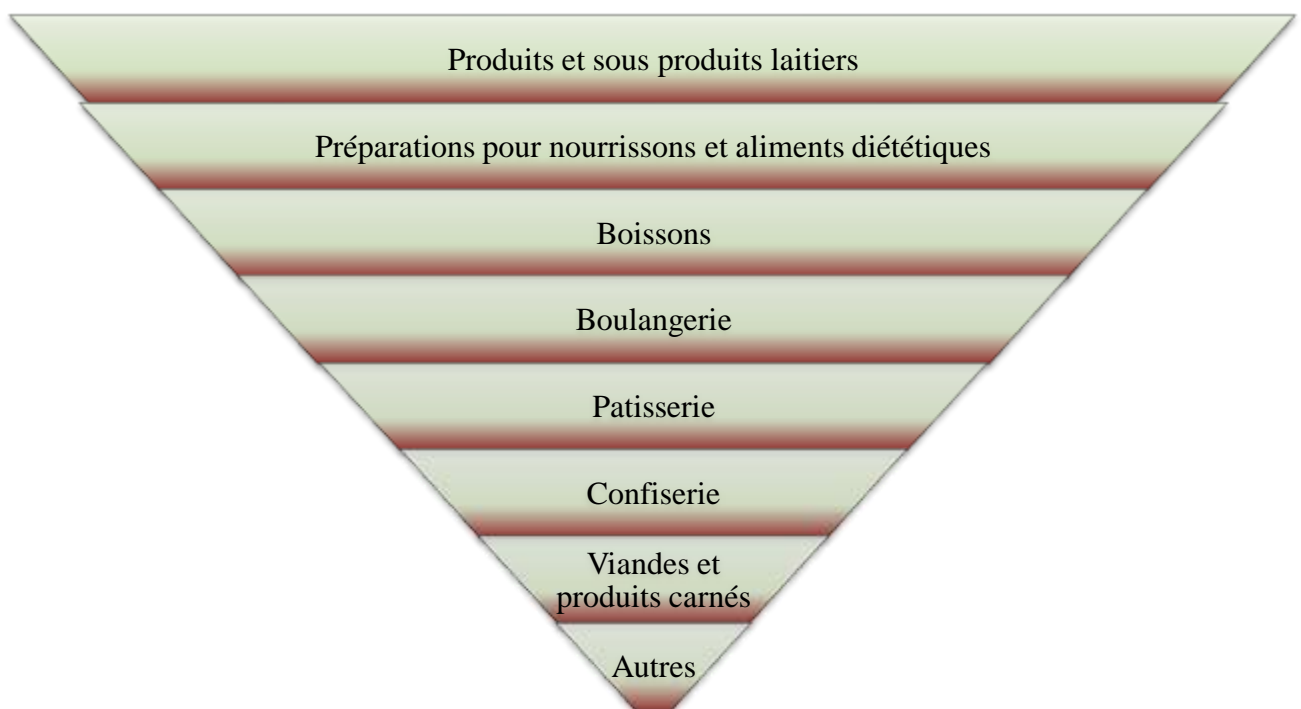 Produits et sous produits laitiers
Préparations pour nourrissons et aliments diététiques
Boissons
Boulangerie
Patisserie
Confiserie
Viandes et
produits carnés
Autres